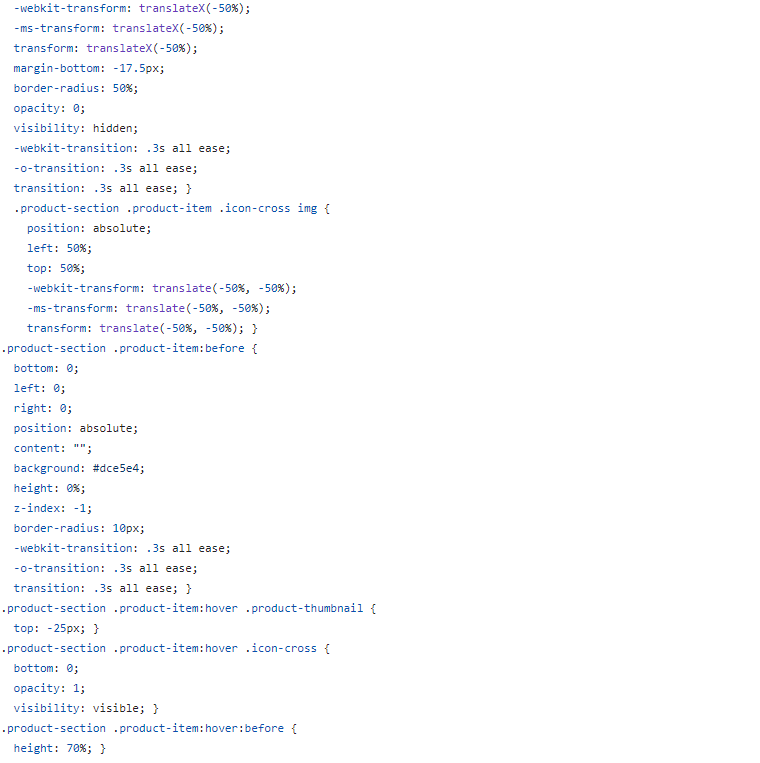 -webkit-transform: translateX(-50%);
-ms-transform: translateX(-50%);
transform: translateX(-50%);
margin-bottom: -17.5px;
border-radius: 50%;
opacity: 0;
visibility: hidden;
-webkit-transition: .3s all ease;
-o-transition: .3s all ease;
transition: .3s all ease; }
.product-section .product-item .icon-cross img {
position: absolute;
left: 50%;
top: 50%;
-webkit-transform: translate(-50%, -50%);
-ms-transform: translate(-50%, -50%);
transform: translate(-50%, -50%); }
.product-section .product-item:before {
bottom: 0;
left: 0;
right: 0;
position: absolute;
content: "";
background: #dce5e4;
height: 0%;
z-index: -1;
border-radius: 10px;
-webkit-transition: .3s all ease;
-o-transition: .3s all ease;
transition: .3s all ease; }
.product-section .product-item:hover .product-thumbnail {
top: -25px; }
.product-section .product-item:hover .icon-cross {
bottom: 0;
opacity: 1;
visibility: visible; }
.product-section .product-item:hover:before {
height: 70%; }